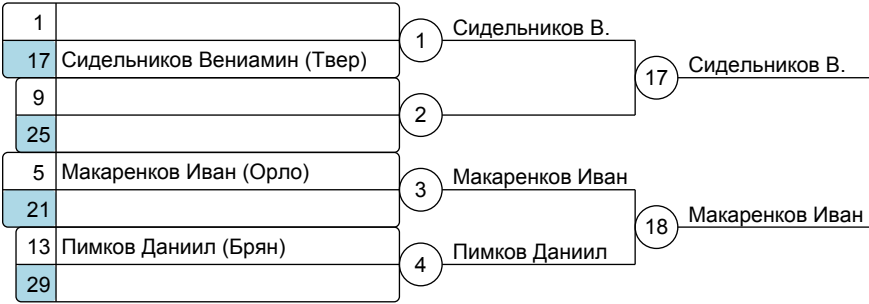 1
17 Сидельников Вениамин (Твер)
1
Сидельников В.
9
25
2
17
Сидельников В.
5 Макаренков Иван (Орло)
21
3
Макаренков Иван
13 Пимков Даниил (Брян)
29
4
Пимков Даниил
18
Макаренков Иван